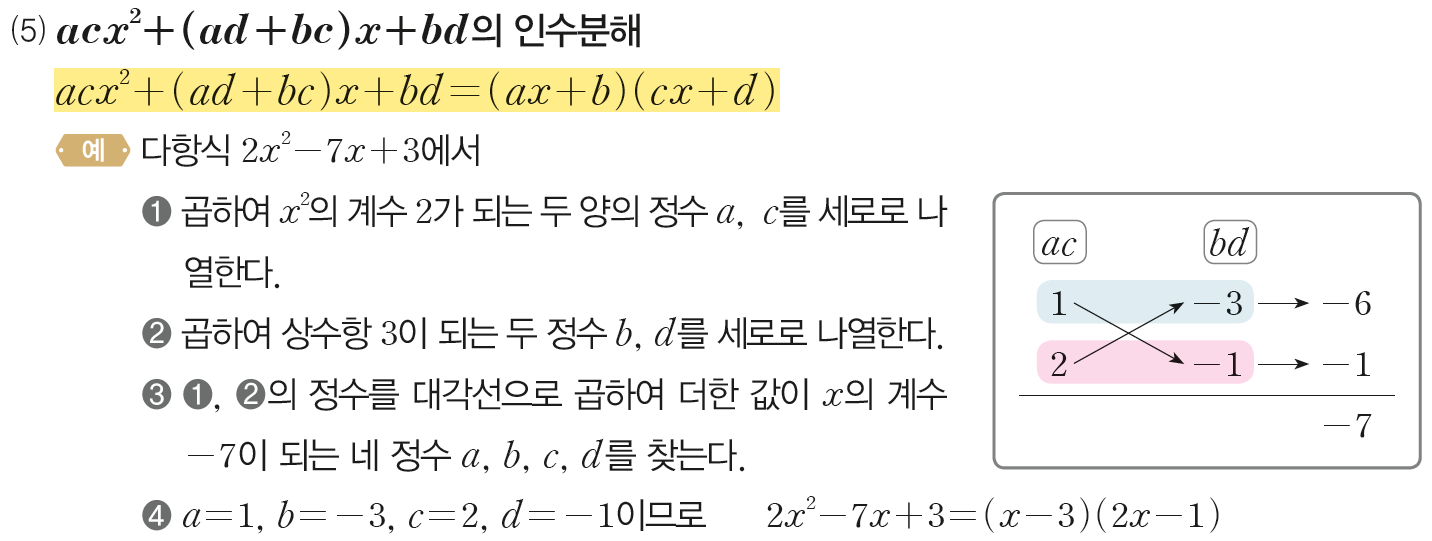 (5) acx²+(ad+bc)x+bd의 인수분해
acx²+(ad+bc)x+bd=(ax+b)(cx+d)
예 다항식 2x²-7x+3에서
❶ 곱하여 x²의 계수 2가 되는 두 양의 정수 a, c를 세로로 나
열한다.
❷ 곱하여 상수항 3이 되는 두 정수 b, d를 세로로 나열한다.
❸ ❶, ❷의 정수를 대각선으로 곱하여 더한 값이 x의 계수
-7이 되는 네 정수 a, b, c, d를 찾는다.
❹ a=1, b=-3, c=2, d=-1이므로 2x²-7x+3=(x-3)(2x-1)
ac bd
1 -3 → -6
2 -1 → -1
-7